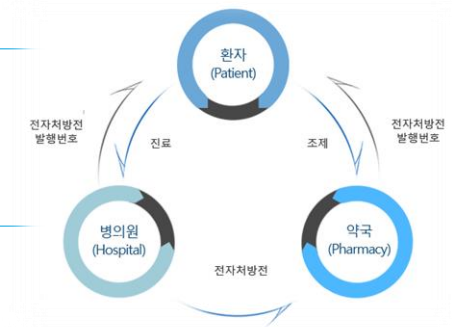 환자
(Patient)
전자처방전
발행번호
진료
조제
전자처방전
발행번호
병의원
(Hospital)
약국
(Pharmacy)
전자처방전